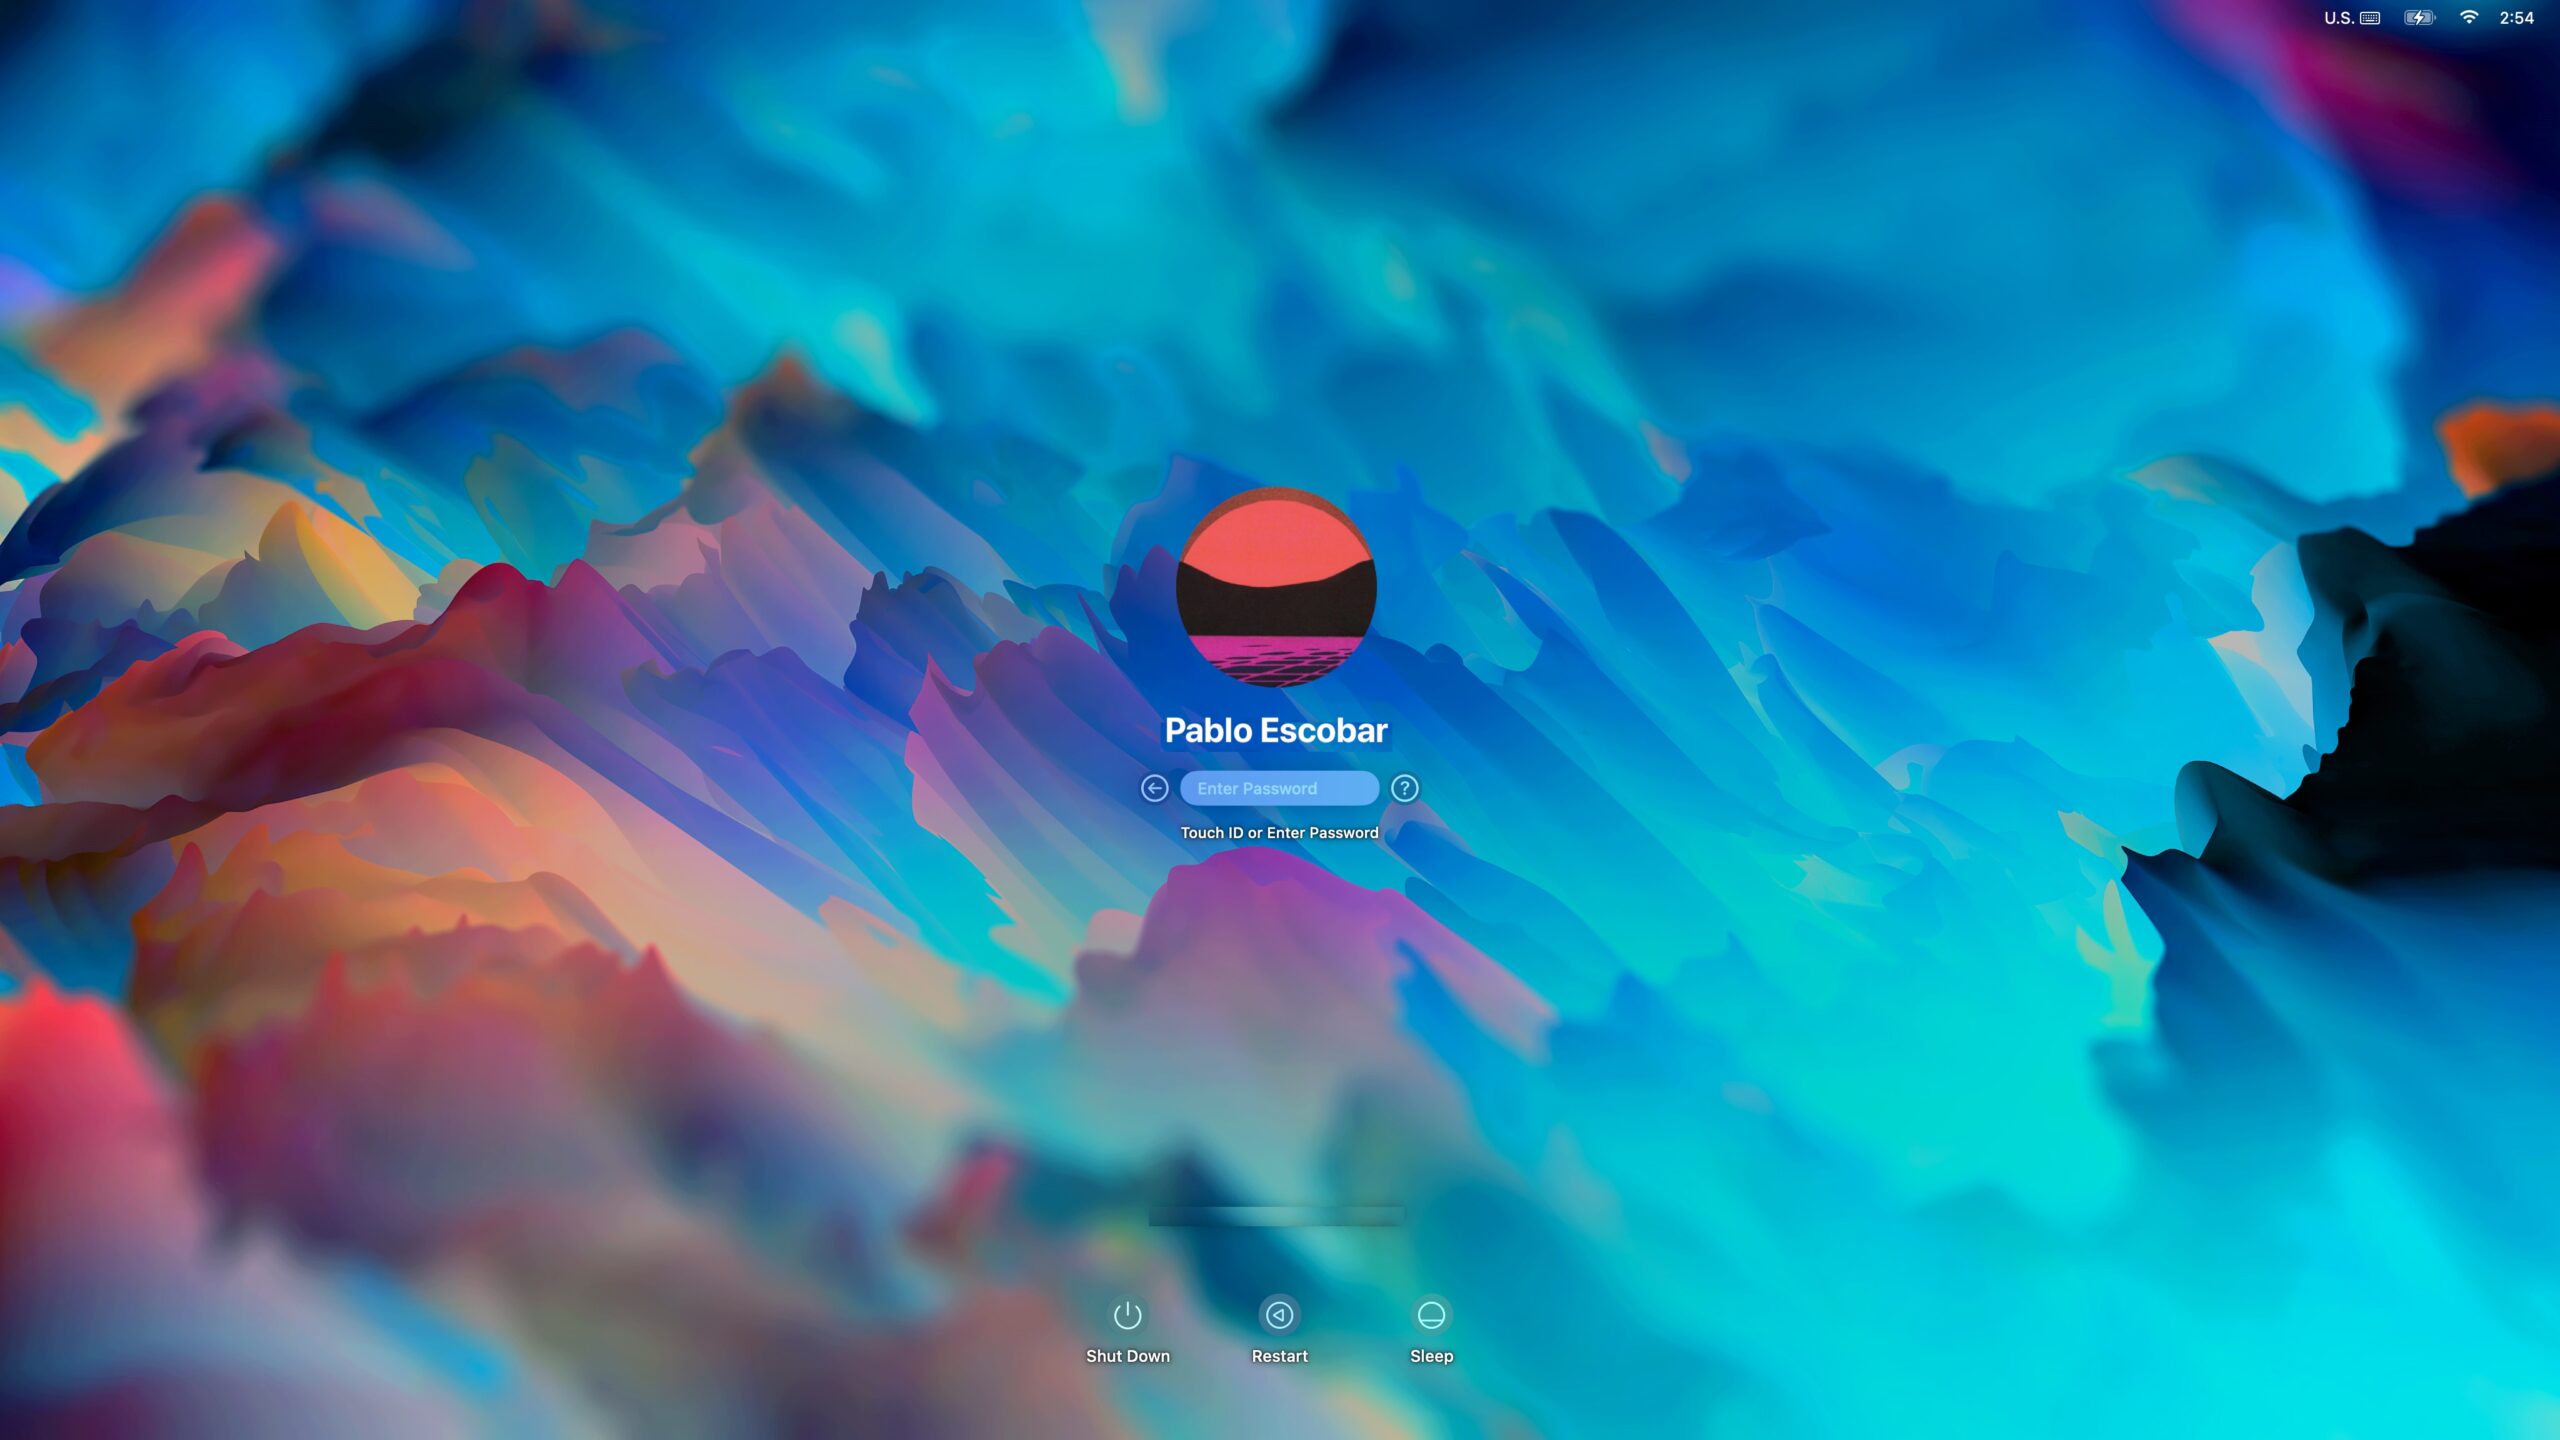 U.S. 2:54
Pablo Escobar
Enter Password
?
Touch ID or Enter Password
Shut Down Restart Sleep